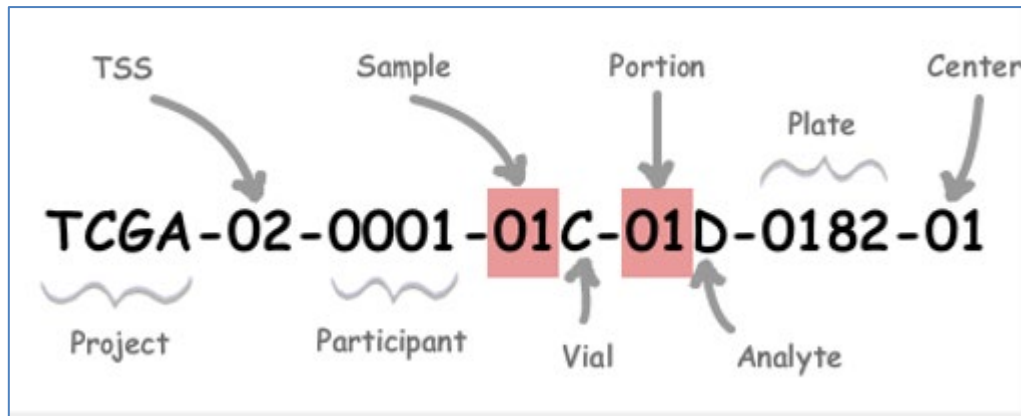 TSS Sample Portion Center
Plate
TCGA-02-0001-01C-01D-0182-01
Project Participant Vial Analyte